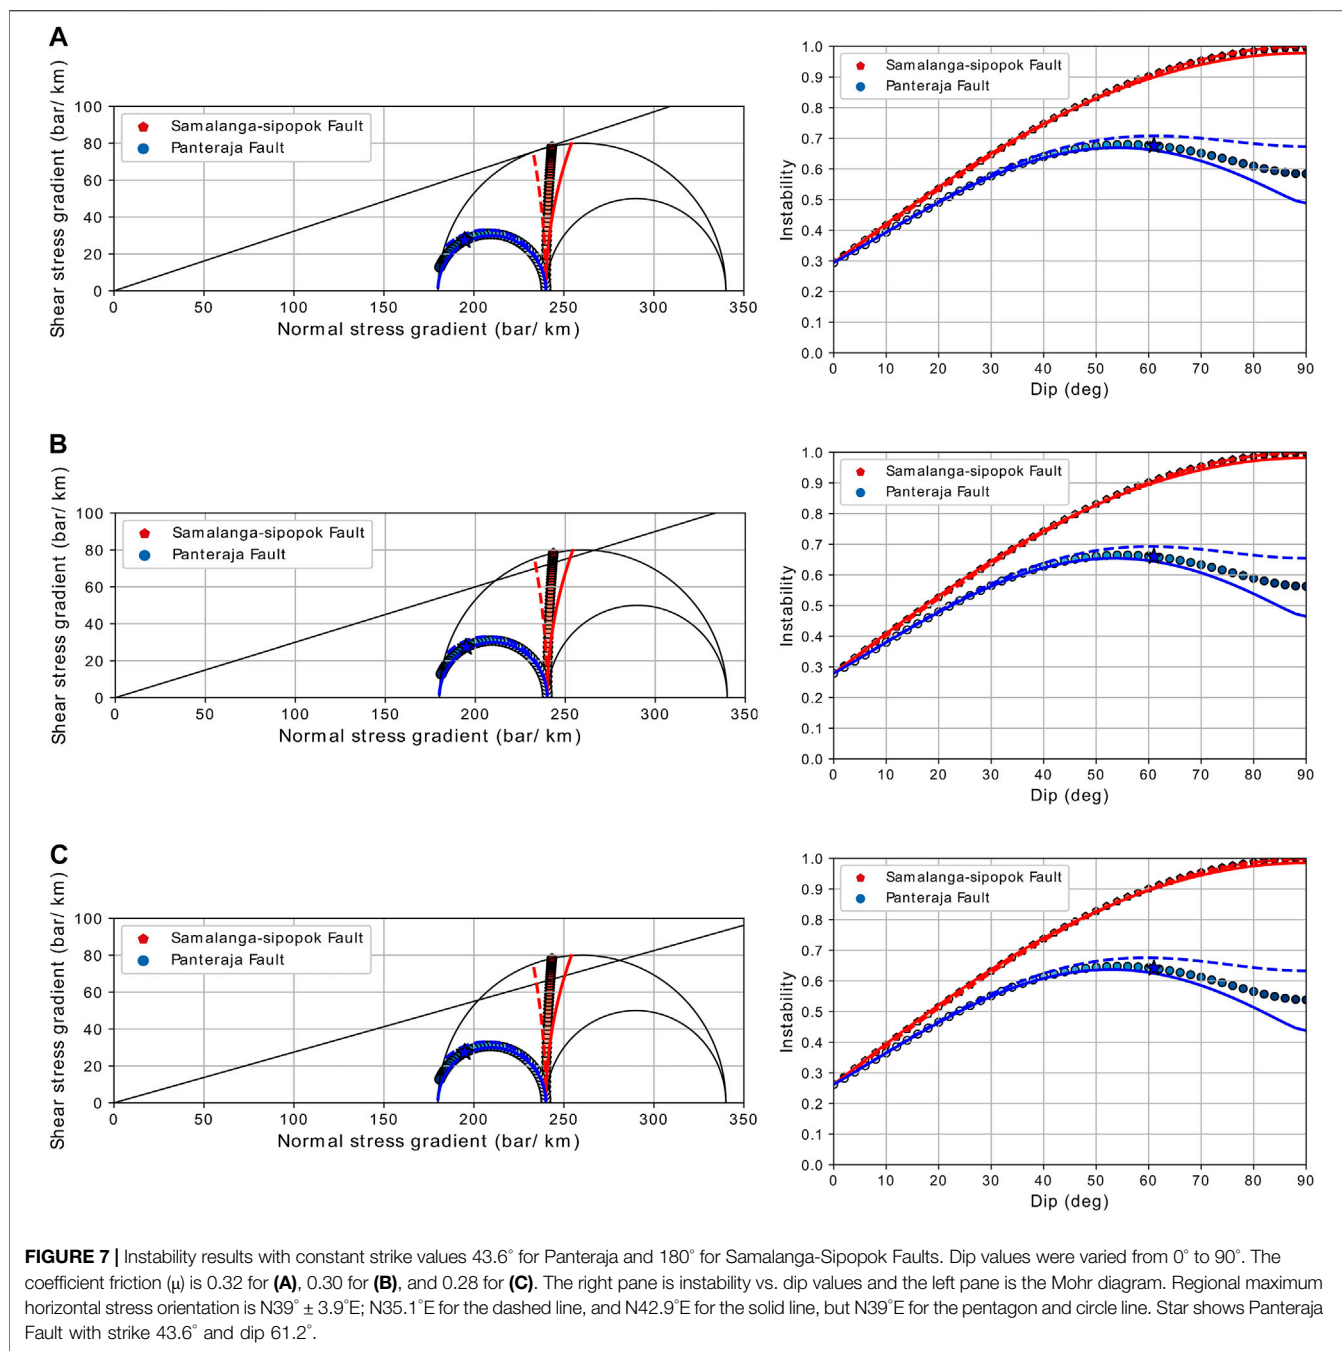 A
Shear stress gradient (bar/ km)
100
80
60
40
20
0
Samalanga-sipopok Fault
Panteraja Fault
0 50 100 150 200 250 300 350
Normal stress gradient (bar/ km)
Instability
1.0
0.9
0.8
0.7
0.6
0.5
0.4
0.3
0.2
0.1
0.0
Samalanga-sipopok Fault
Panteraja Fault
0 10 20 30 40 50 60 70 80 90
Dip (deg)
B
Shear stress gradient (bar/ km)
100
80
60
40
20
0
Samalanga-sipopok Fault
Panteraja Fault
0 50 100 150 200 250 300 350
Normal stress gradient (bar/ km)
Instability
1.0
0.9
0.8
0.7
0.6
0.5
0.4
0.3
0.2
0.1
0.0
Samalanga-sipopok Fault
Panteraja Fault
0 10 20 30 40 50 60 70 80 90
Dip (deg)
C
Shear stress gradient (bar/ km)
100
80
60
40
20
0
Samalanga-sipopok Fault
Panteraja Fault
0 50 100 150 200 250 300 350
Normal stress gradient (bar/ km)
Instability
1.0
0.9
0.8
0.7
0.6
0.5
0.4
0.3
0.2
0.1
0.0
Samalanga-sipopok Fault
Panteraja Fault
0 10 20 30 40 50 60 70 80 90
Dip (deg)
FIGURE 7 | Instability results with constant strike values 43.6° for Panteraja and 180° for Samalanga-Sipopok Faults. Dip values were varied from 0° to 90°. The
coefficient friction (μ) is 0.32 for (A), 0.30 for (B), and 0.28 for (C). The right pane is instability vs. dip values and the left pane is the Mohr diagram. Regional maximum
horizontal stress orientation is N39° ± 3.9°E; N35.1°E for the dashed line, and N42.9°E for the solid line, but N39°E for the pentagon and circle line. Star shows Panteraja
Fault with strike 43.6° and dip 61.2°.